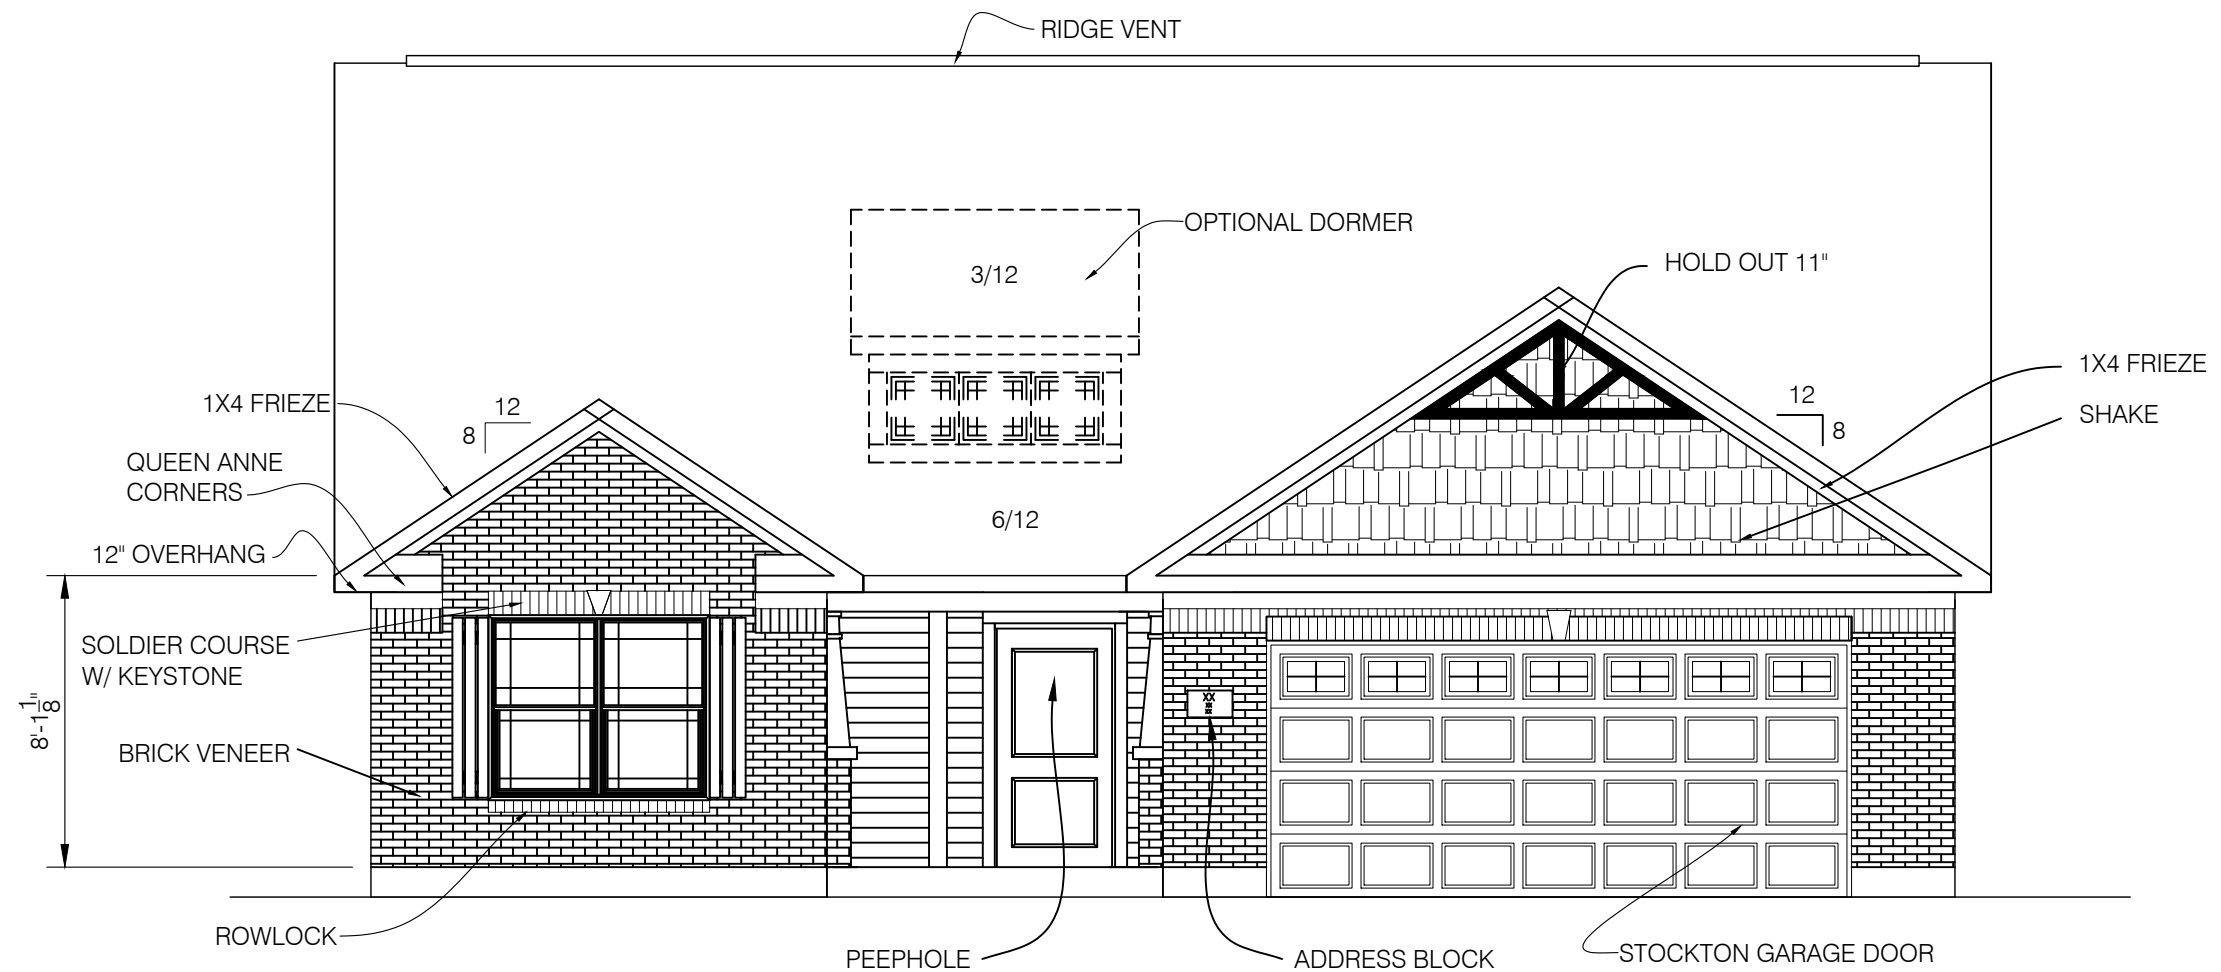 RIDGE VENT
OPTIONAL DORMER
3/12
HOLD OUT 11"
1X4 FRIEZE
12
8
SHAKE
1X4 FRIEZE
12
8
QUEEN ANNE
CORNERS
6/12
12" OVERHANG
SOLDIER COURSE
W/ KEYSTONE
8'-1 1/8"
BRICK VENEER
XX
ROWLOCK
PEEPHOLE
ADDRESS BLOCK
STOCKTON GARAGE DOOR